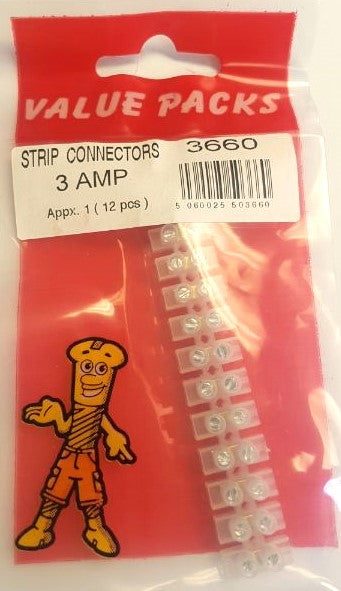 VALUE PACKS
STRIP CONNECTORS 3660
3 AMP
Appx. 1 ( 12 pcs )
5 060025 503660